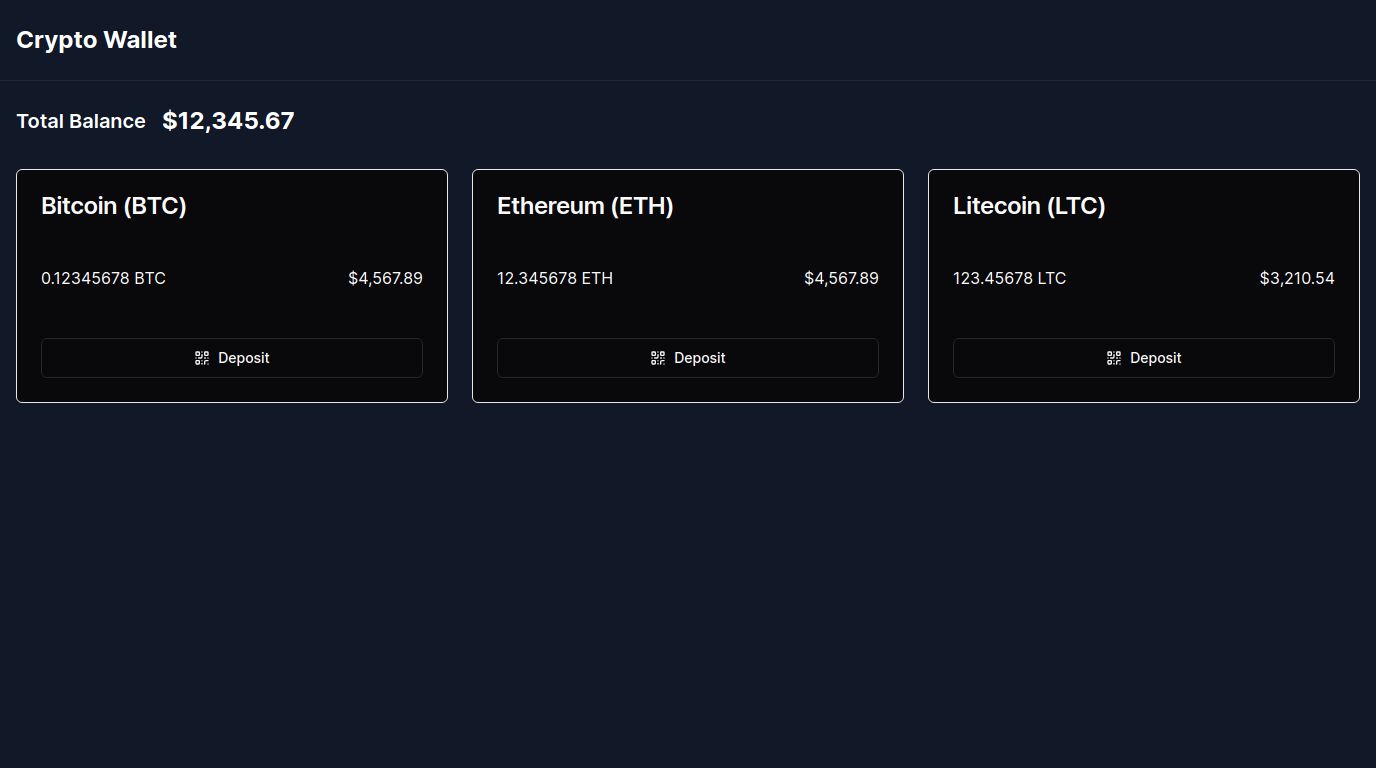 Crypto Wallet
Total Balance $12,345.67
Bitcoin (BTC)
0.12345678 BTC $4,567.89
Deposit
Ethereum (ETH)
12.345678 ETH $4,567.89
Deposit
Litecoin (LTC)
123.45678 LTC $3,210.54
Deposit